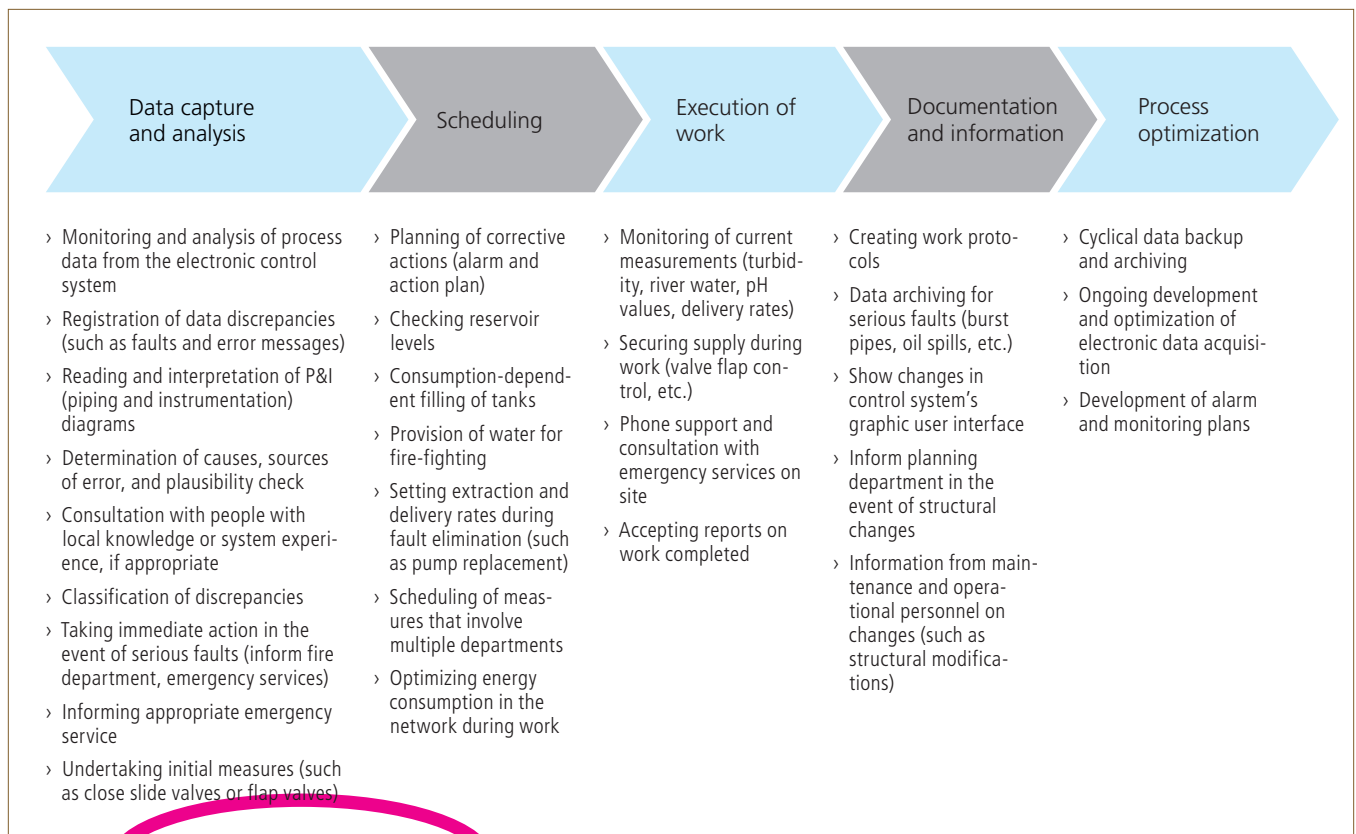 Data capture
and analysis
Scheduling
Execution of
work
Documentation
and information
Process
optimization
› Monitoring and analysis of process
data from the electronic control
system
› Registration of data discrepancies
(such as faults and error messages)
› Reading and interpretation of P&I
(piping and instrumentation)
diagrams
› Determination of causes, sources
of error, and plausibility check
› Consultation with people with
local knowledge or system experi-
ence, if appropriate
› Classification of discrepancies
› Taking immediate action in the
event of serious faults (inform fire
department, emergency services)
› Informing appropriate emergency
service
› Undertaking initial measures (such
as close slide valves or flap valves)
› Planning of corrective
actions (alarm and
action plan)
› Checking reservoir
levels
› Consumption-depend-
ent filling of tanks
› Provision of water for
fire-fighting
› Setting extraction and
delivery rates during
fault elimination (such
as pump replacement)
› Scheduling of meas-
ures that involve
multiple departments
› Optimizing energy
consumption in the
network during work
› Monitoring of current
measurements (turbid-
ity, river water, pH
values, delivery rates)
› Securing supply during
work (valve flap con-
trol, etc.)
› Phone support and
consultation with
emergency services on
site
› Accepting reports on
work completed
› Creating work proto-
cols
› Data archiving for
serious faults (burst
pipes, oil spills, etc.)
› Show changes in
control system’s
graphic user interface
› Inform planning
department in the
event of structural
changes
› Information from main-
tenance and opera-
tional personnel on
changes (such as
structural modifica-
tions)
› Cyclical data backup
and archiving
› Ongoing development
and optimization of
electronic data acquisi-
tion
› Development of alarm
and monitoring plans